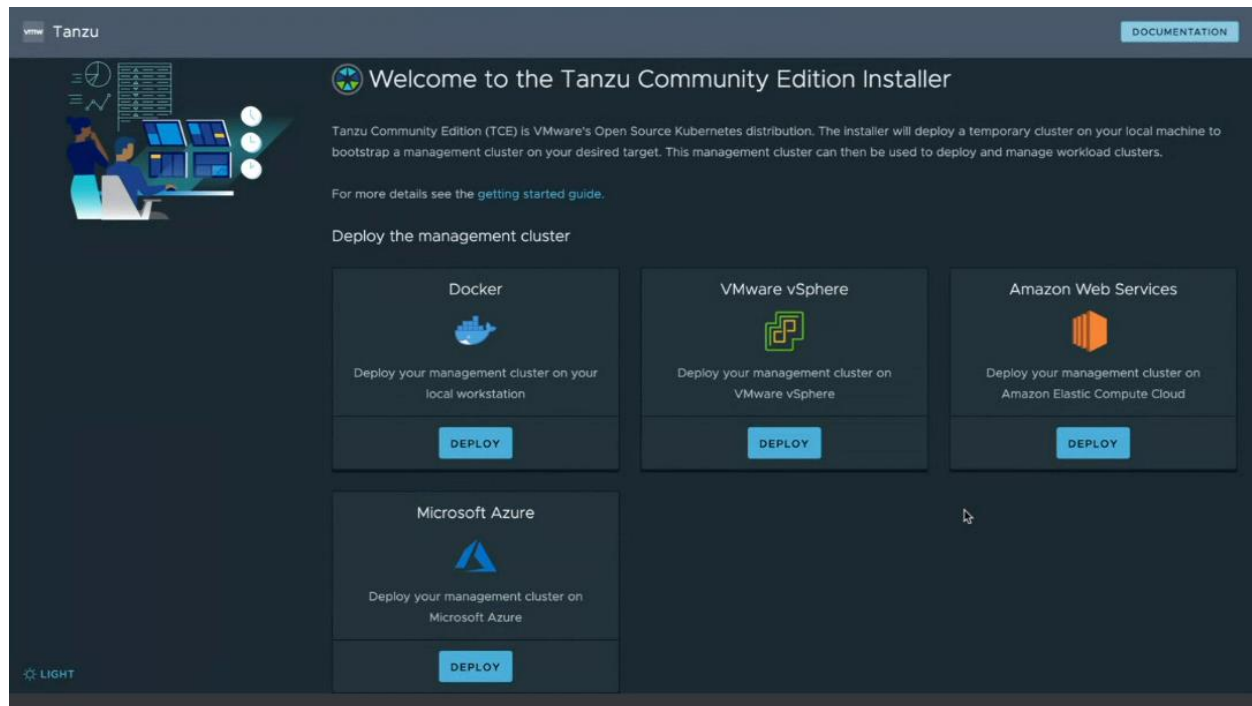 vmw Tanzu
DOCUMENTATION
Welcome to the Tanzu Community Edition Installer
Tanzu Community Edition (TCE) is VMware's Open Source Kubernetes distribution. The installer will deploy a temporary cluster on your local machine to
bootstrap a management cluster on your desired target. This management cluster can then be used to deploy and manage workload clusters.
For more details see the getting started guide.
Deploy the management cluster
Docker
Deploy your management cluster on your
local workstation
DEPLOY
VMware vSphere
Deploy your management cluster on
VMware vSphere
DEPLOY
Amazon Web Services
Deploy your management cluster on
Amazon Elastic Compute Cloud
DEPLOY
Microsoft Azure
Deploy your management cluster on
Microsoft Azure
DEPLOY
LIGHT